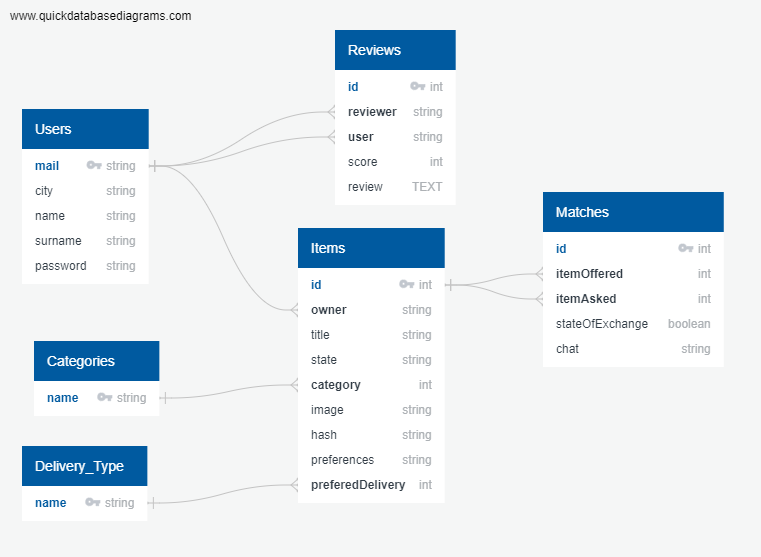 www.quickdatabasediagrams.com
Reviews
id int
reviewer string
user string
score int
review TEXT
Users
mail string
city string
name string
surname string
password string
Matches
id int
itemOffered int
itemAsked int
stateOfExchange boolean
chat string
Items
id int
owner string
title string
state string
category int
image string
hash string
preferences string
preferedDelivery int
Categories
name string
Delivery_Type
name string